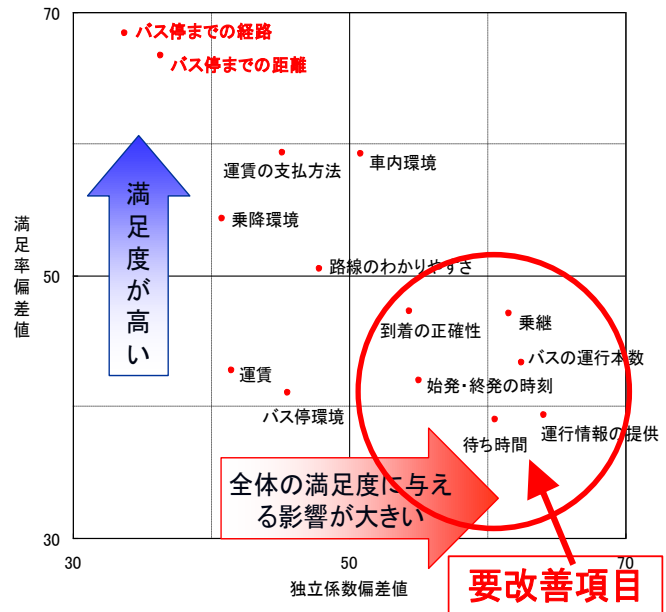 70
バス停までの経路
バス停までの距離
運賃の支払方法
車内環境
満足度が高い
乗降環境
満足率偏差値
50
路線のわかりやすさ
到着の正確性
乗継
バスの運行本数
運賃
始発・終発の時刻
バス停環境
待ち時間
運行情報の提供
全体の満足度に与え
る影響が大きい
30
30
50
70
独立係数偏差値
要改善項目